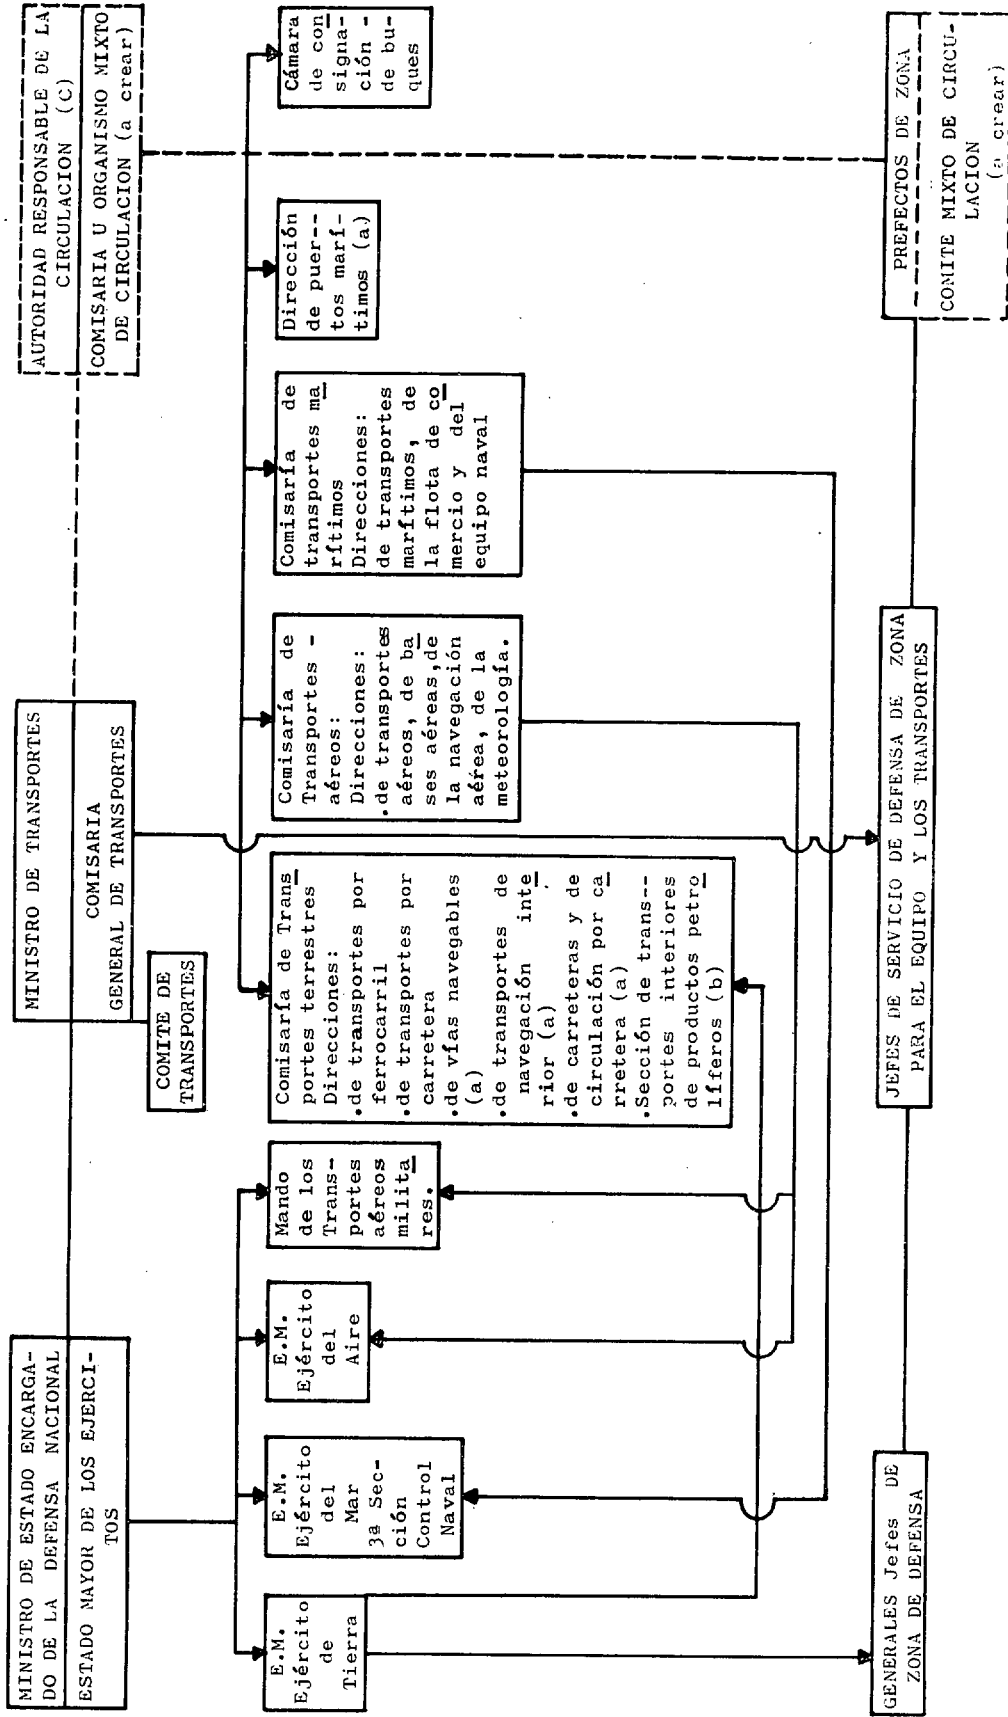 MINISTRO DE ESTADO ENCARGA-
DO DE LA DEFENSA NACIONAL
ESTADO MAYOR DE LOS EJERCI-
TOS
MINISTRO DE TRANSPORTES
COMISARIA
GENERAL DE TRANSPORTES
COMITE DE
TRANSPORTES
AUTORIDAD RESPONSABLE DE LA
CIRCULACION (C)
COMISARIA U ORGANISMO MIXTO
DE CIRCULACION (a crear)
E.M.
Ejército
de
Tierra
E.M.
Ejército
del
Mar
3ª Sec-
ción
Control
Naval
E.M.
Ejército
del
Aire
Mando
de los
Trans-
portes
aéreos
milita
res.
Comisaría de Trans
portes terrestres
Direcciones:
.de transportes por
ferrocarril
.de transportes por
carretera
.de vías navegables
(a)
.de transportes de
navegación inte
rior (a)
.de carreteras y de
circulación por ca
rretera (a)
.Sección de trans--
portes interiores
de productos petro
líferos (b)
Comisaría de
Transportes -
aéreos:
Direcciones:
.de transportes
aéreos, de ba
ses aéreas,de
la navegación
aérea, de la
meteorología.
Comisaría de
transportes ma
rítimos
Direcciones:
de transportes
marítimos, de
la flota de co
mercio y del
equipo naval
Dirección
de puer--
tos marí-
timos (a)
Cámara
de con
signa-
ción -
de bu-
ques
GENERALES Jefes DE
ZONA DE DEFENSA
JEFES DE SERVICIO DE DEFENSA DE ZONA
PARA EL EQUIPO Y LOS TRANSPORTES
PREFECTOS DE ZONA
COMITE MIXTO DE CIRCU-
LACION
(a crear)